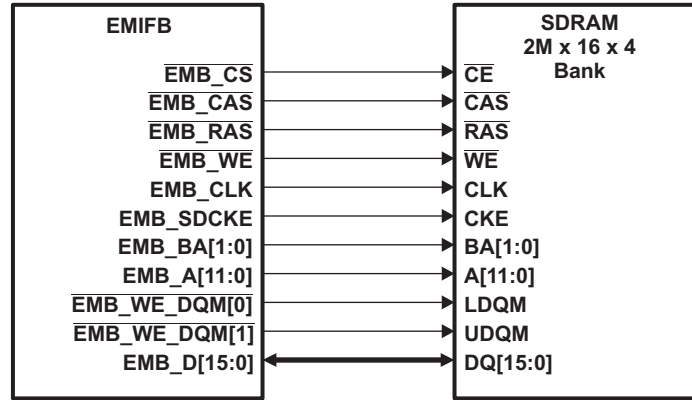 EMIFB
SDRAM
2M x 16 x 4
Bank
EMB_CS
CE
EMB_CAS
CAS
EMB_RAS
RAS
EMB_WE
WE
EMB_CLK
CLK
EMB_SDCKE
CKE
EMB_BA[1:0]
BA[1:0]
EMB_A[11:0]
A[11:0]
EMB_WE_DQM[0]
LDQM
EMB_WE_DQM[1]
UDQM
EMB_D[15:0]
DQ[15:0]